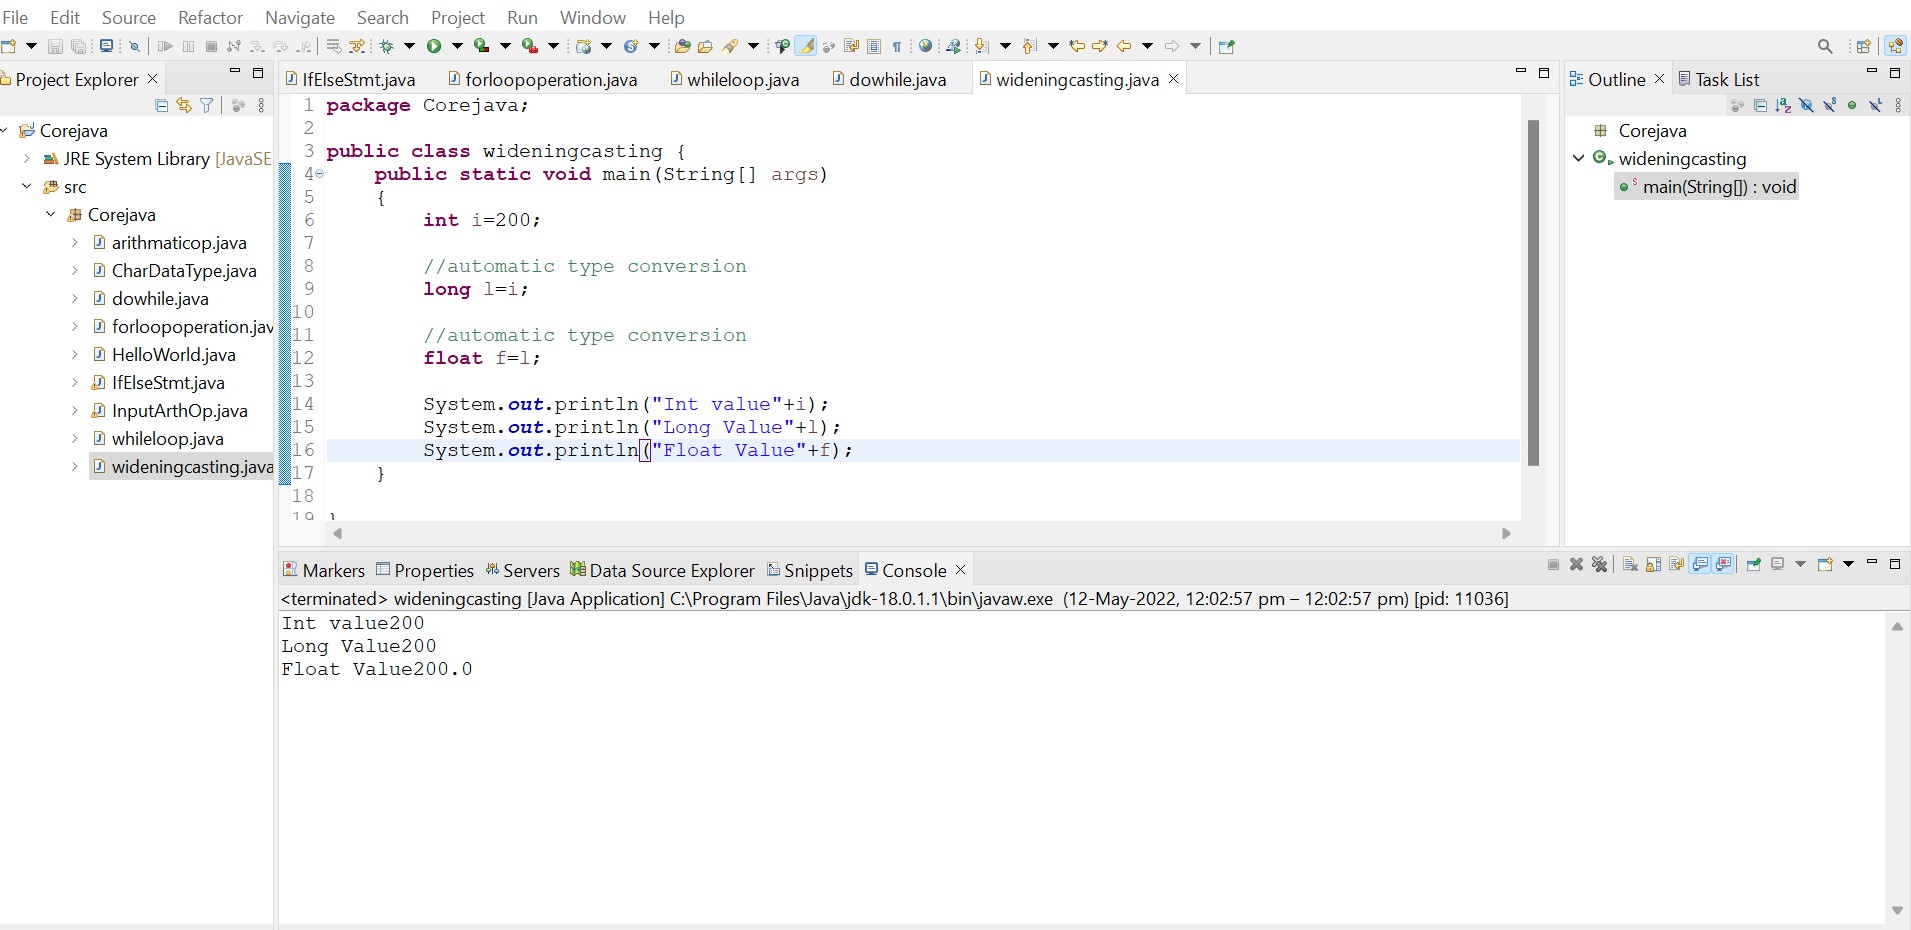 File Edit Source Refactor Navigate Search Project Run Window Help
Project Explorer
Corejava
JRE System Library [JavaSE
src
Corejava
arithmaticop.java
CharDataType.java
dowhile.java
forloopoperation.jav
HelloWorld.java
IfElseStmt.java
InputArthOp.java
whileloop.java
wideningcasting.java
IfElseStmt.java forloopoperation.java whileloop.java dowhile.java wideningcasting.java
1 package Corejava;
2
3 public class wideningcasting {
4 public static void main(String[] args)
5 {
6 int i=200;
7
8 //automatic type conversion
9 long l=i;
10
11 //automatic type conversion
12 float f=l;
13
14 System.out.println("Int value"+i);
15 System.out.println("Long Value"+l);
16 System.out.println("Float Value"+f);
17 }
18
19 }
Outline Task List
Corejava
wideningcasting
main(String[]) : void
Markers Properties Servers Data Source Explorer Snippets Console
<terminated> wideningcasting [Java Application] C:\Program Files\Java\jdk-18.0.1.1\bin\javaw.exe (12-May-2022, 12:02:57 pm – 12:02:57 pm) [pid: 11036]
Int value200
Long Value200
Float Value200.0